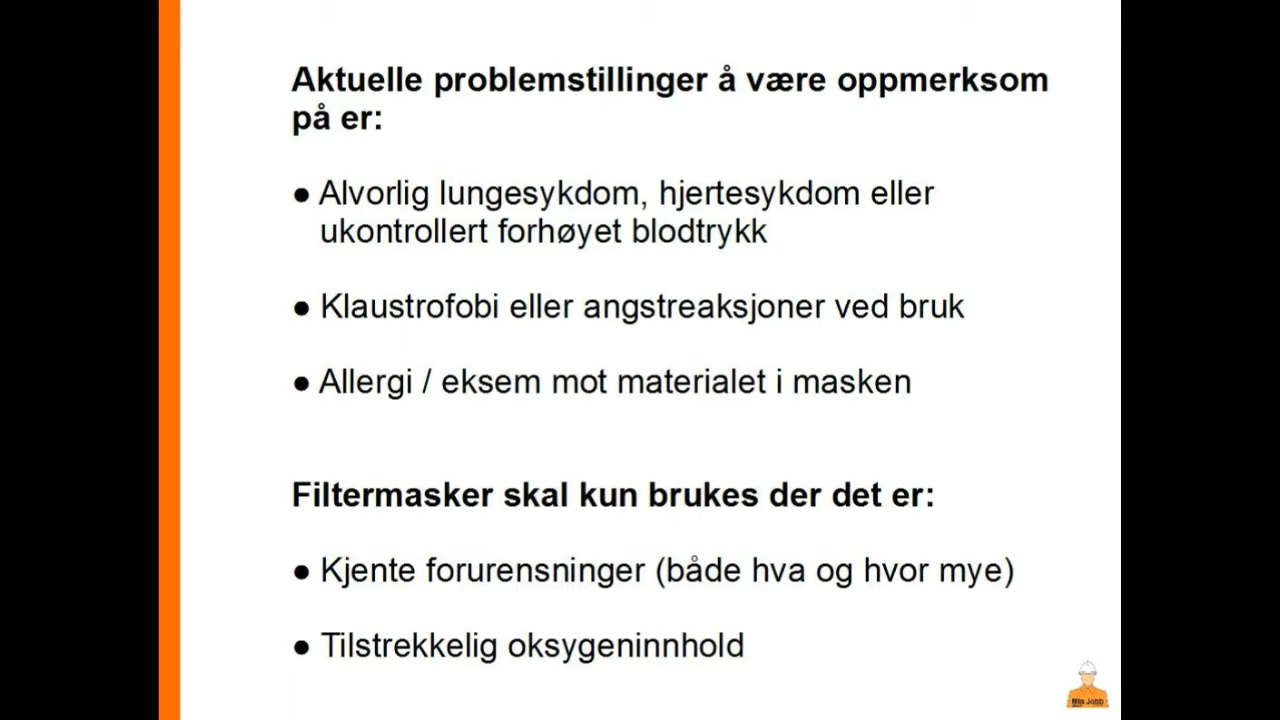 Aktuelle problemstillinger å være oppmerksom
på er:
● Alvorlig lungesykdom, hjertesykdom eller
ukontrollert forhøyet blodtrykk
● Klaustrofobi eller angstreaksjoner ved bruk
● Allergi / eksem mot materialet i masken
Filtermasker skal kun brukes der det er:
● Kjente forurensninger (både hva og hvor mye)
● Tilstrekkelig oksygeninnhold
Min Jobb